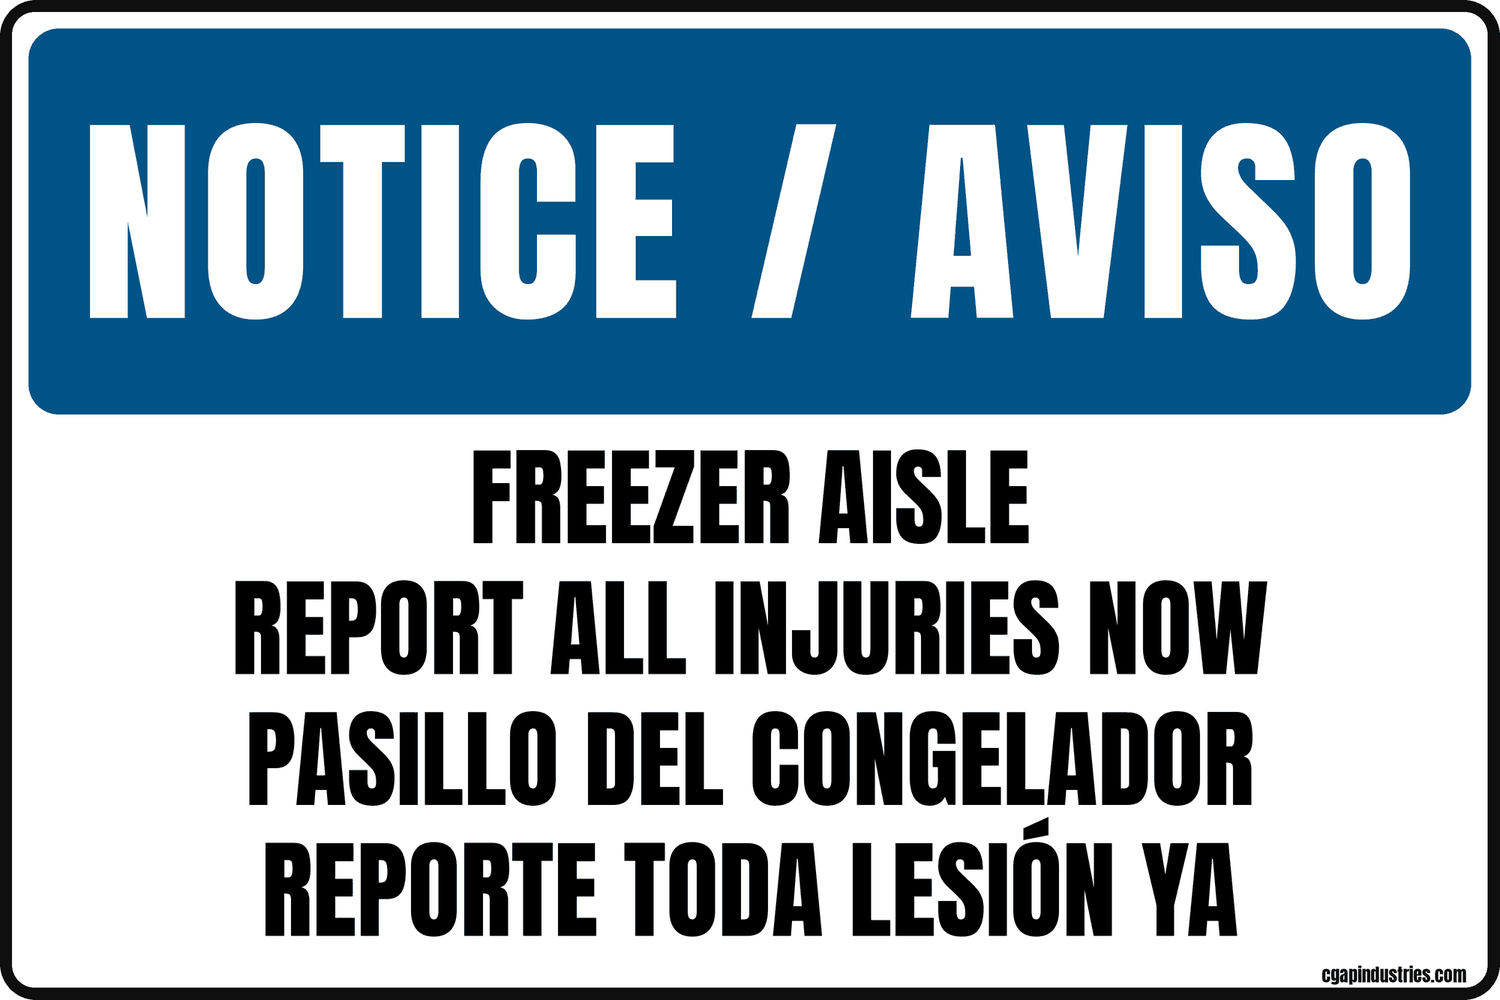 NOTICE / AVISO
FREEZER AISLE
REPORT ALL INJURIES NOW
PASILLO DEL CONGELADOR
REPORTE TODA LESIÓN YA
cgapindustries.com